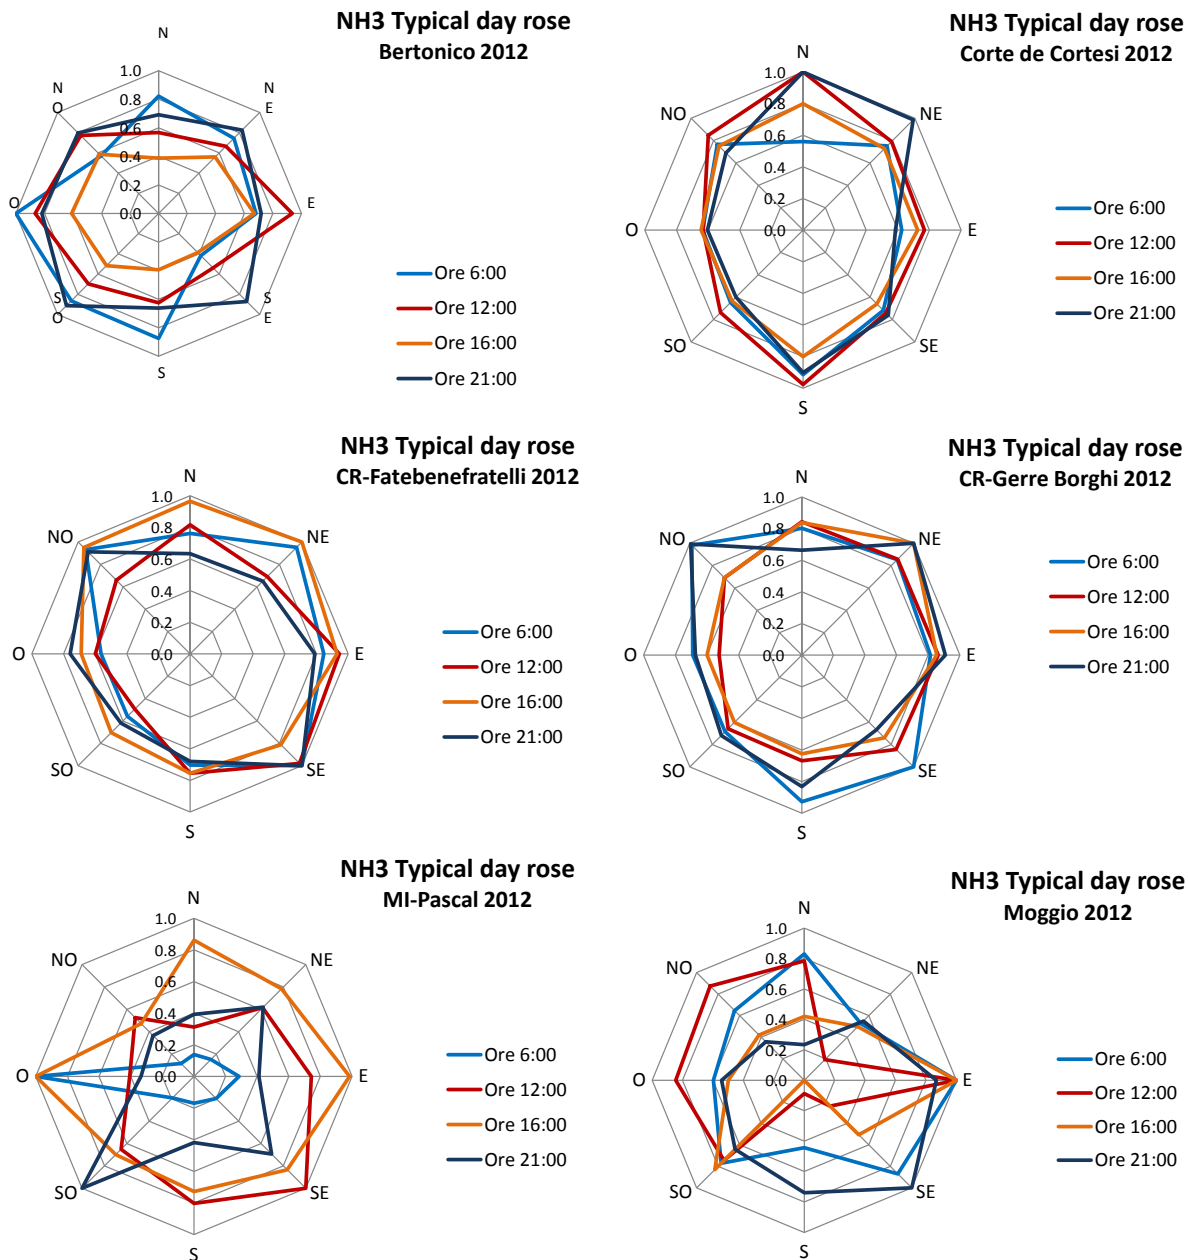 NH3 Typical day rose
Bertonico 2012
N
N
E
E
S
E
S
S
O
O
N
O
1.0
0.8
0.6
0.4
0.2
0.0
Ore 6:00
Ore 12:00
Ore 16:00
Ore 21:00
NH3 Typical day rose
Corte de Cortesi 2012
N
NE
E
SE
S
SO
O
NO
1.0
0.8
0.6
0.4
0.2
0.0
Ore 6:00
Ore 12:00
Ore 16:00
Ore 21:00
NH3 Typical day rose
CR-Fatebenefratelli 2012
N
NE
E
SE
S
SO
O
NO
1.0
0.8
0.6
0.4
0.2
0.0
Ore 6:00
Ore 12:00
Ore 16:00
Ore 21:00
NH3 Typical day rose
CR-Gerre Borghi 2012
N
NE
E
SE
S
SO
O
NO
1.0
0.8
0.6
0.4
0.2
0.0
Ore 6:00
Ore 12:00
Ore 16:00
Ore 21:00
NH3 Typical day rose
MI-Pascal 2012
N
NE
E
SE
S
SO
O
NO
1.0
0.8
0.6
0.4
0.2
0.0
Ore 6:00
Ore 12:00
Ore 16:00
Ore 21:00
NH3 Typical day rose
Moggio 2012
N
NE
E
SE
S
SO
O
NO
1.0
0.8
0.6
0.4
0.2
0.0
Ore 6:00
Ore 12:00
Ore 16:00
Ore 21:00